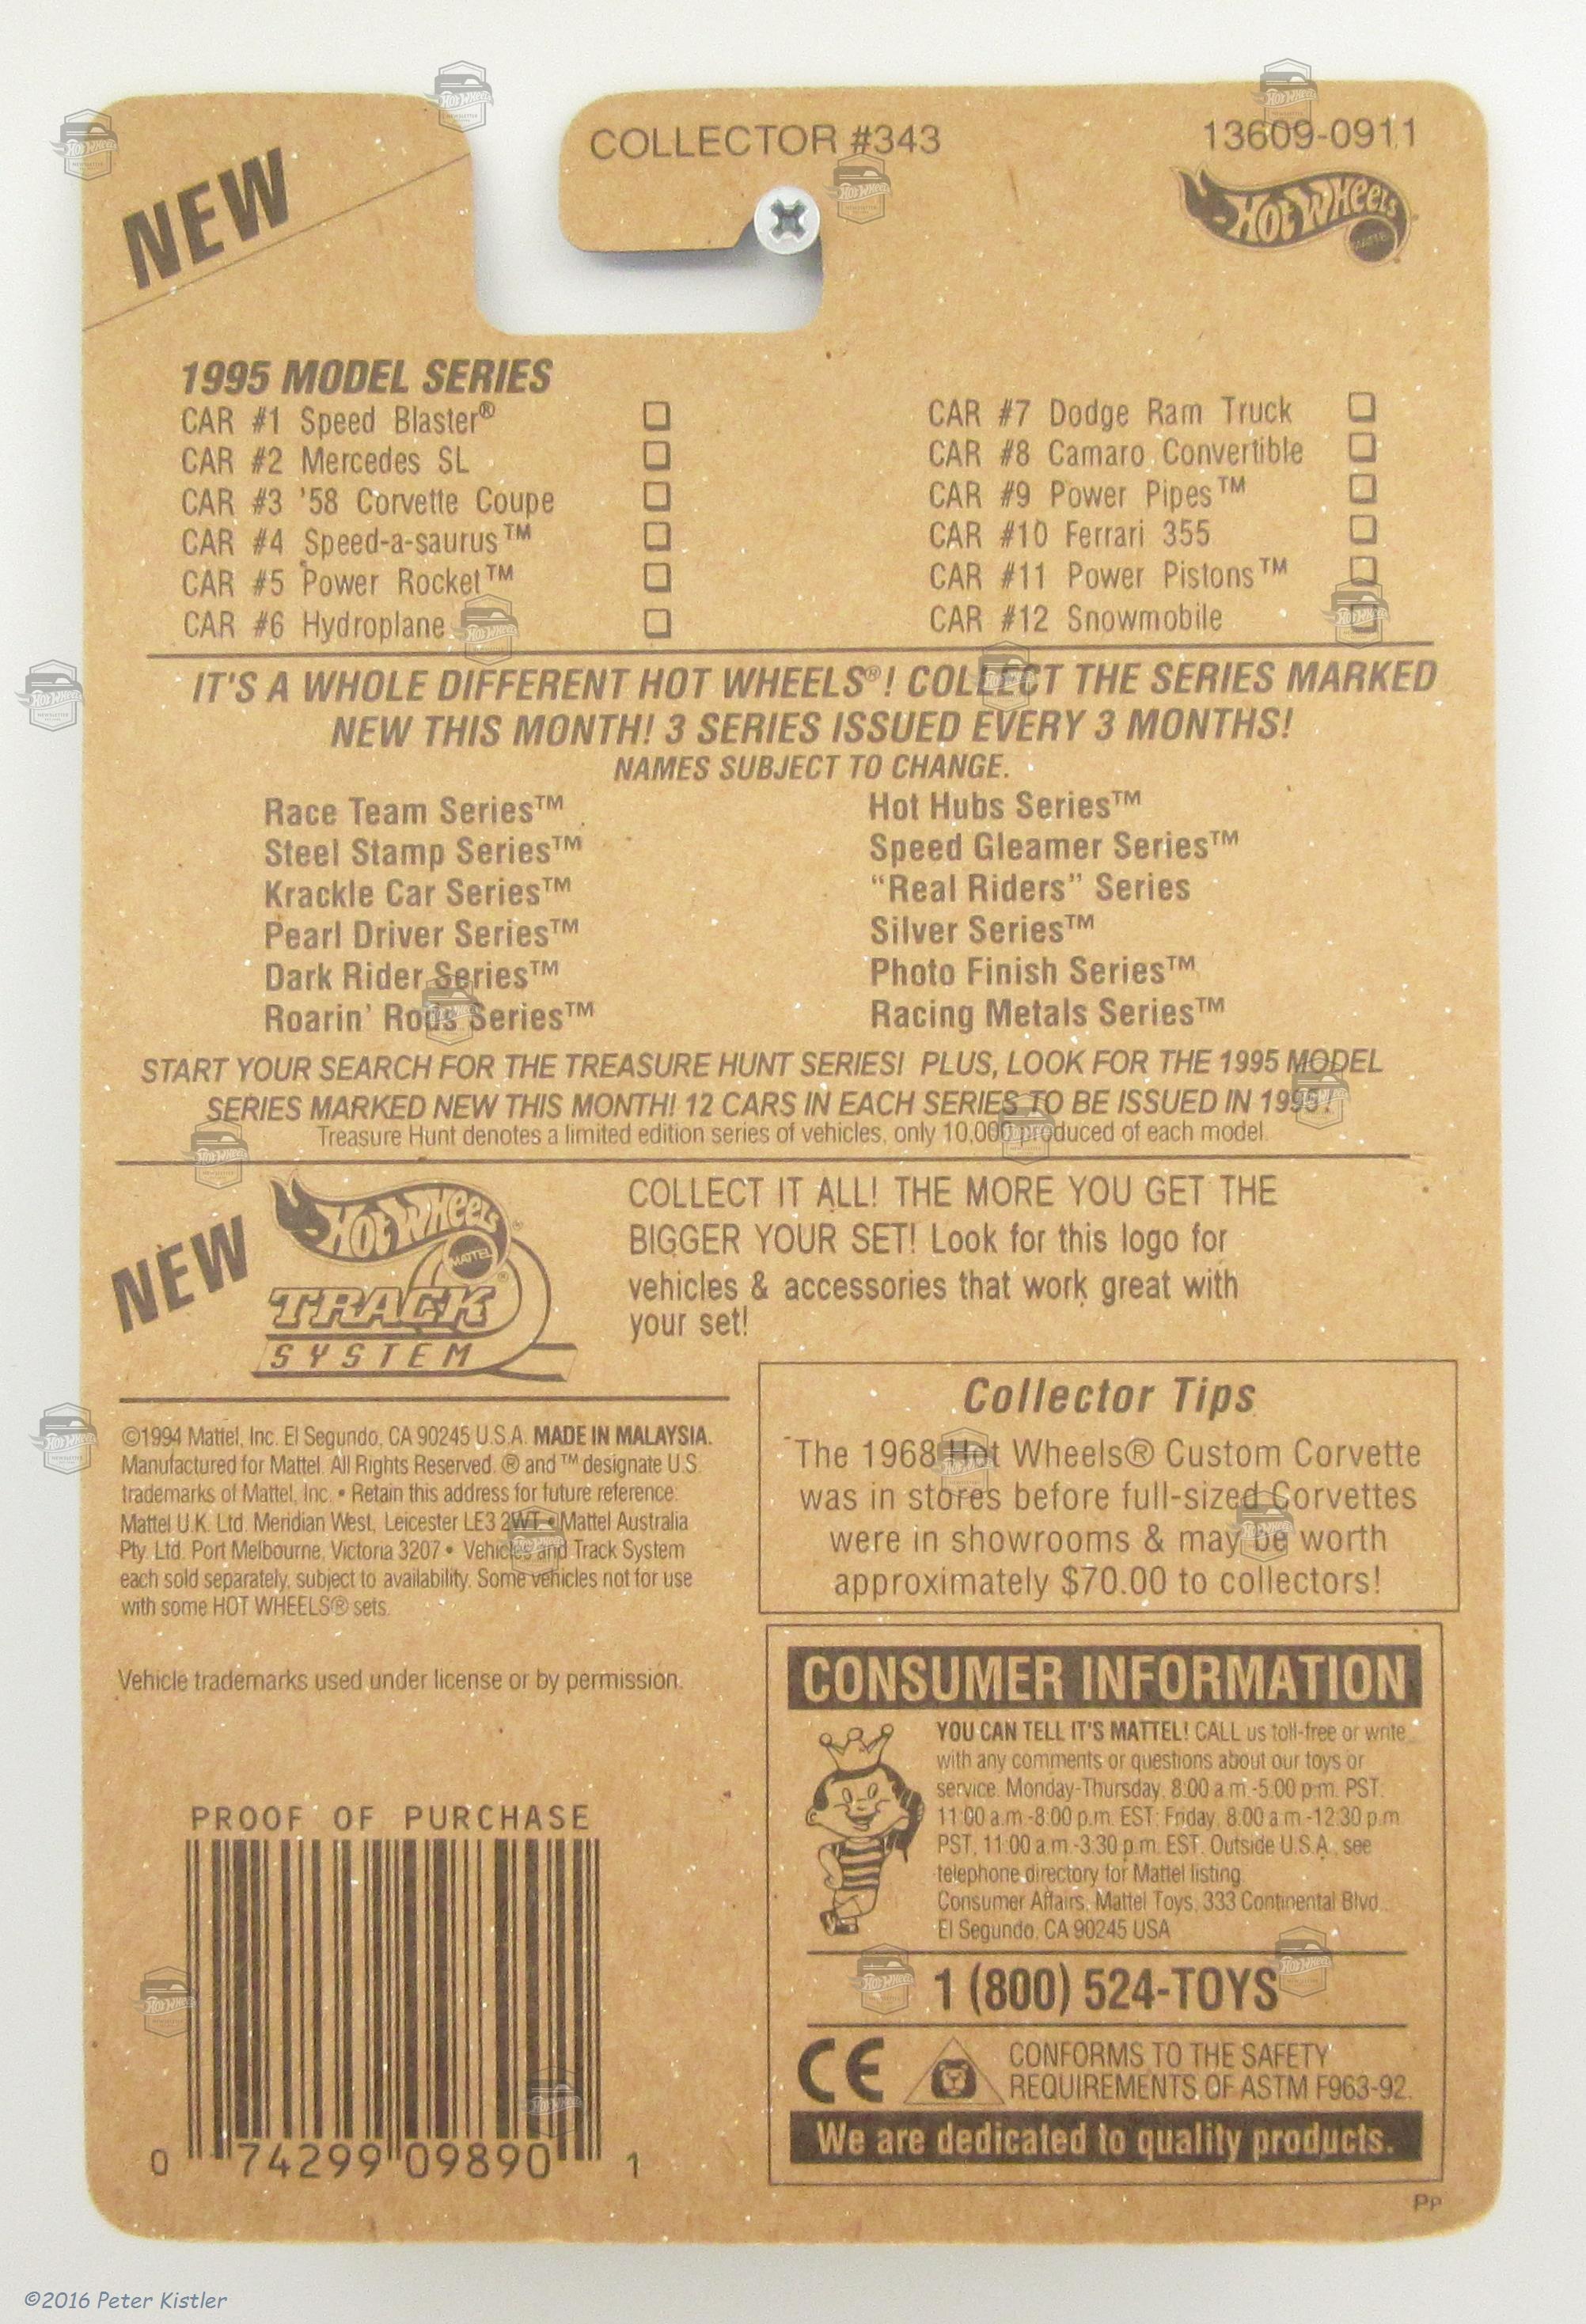 COLLECTOR #343
13609-0911
NEW
HOT WHEELS
MATTEL
1995 MODEL SERIES
CAR #1 Speed Blaster®
CAR #2 Mercedes SL
CAR #3 '58 Corvette Coupe
CAR #4 Speed-a-saurus™
CAR #5 Power Rocket™
CAR #6 Hydroplane
CAR #7 Dodge Ram Truck
CAR #8 Camaro Convertible
CAR #9 Power Pipes™
CAR #10 Ferrari 355
CAR #11 Power Pistons™
CAR #12 Snowmobile
IT'S A WHOLE DIFFERENT HOT WHEELS®! COLLECT THE SERIES MARKED
NEW THIS MONTH! 3 SERIES ISSUED EVERY 3 MONTHS!
NAMES SUBJECT TO CHANGE.
Race Team Series™
Steel Stamp Series™
Krackle Car Series™
Pearl Driver Series™
Dark Rider Series™
Roarin' Rods Series™
Hot Hubs Series™
Speed Gleamer Series™
“Real Riders” Series
Silver Series™
Photo Finish Series™
Racing Metals Series™
START YOUR SEARCH FOR THE TREASURE HUNT SERIES! PLUS, LOOK FOR THE 1995 MODEL
SERIES MARKED NEW THIS MONTH! 12 CARS IN EACH SERIES TO BE ISSUED IN 1995!
Treasure Hunt denotes a limited edition series of vehicles, only 10,000 produced of each model.
NEW
HOT WHEELS®
MATTEL
TRACK®
SYSTEM
COLLECT IT ALL! THE MORE YOU GET THE
BIGGER YOUR SET! Look for this logo for
vehicles & accessories that work great with
your set!
©1994 Mattel, Inc. El Segundo, CA 90245 U.S.A. MADE IN MALAYSIA.
Manufactured for Mattel. All Rights Reserved. ® and ™ designate U.S.
trademarks of Mattel, Inc. • Retain this address for future reference:
Mattel U.K. Ltd. Meridian West, Leicester LE3 2WT • Mattel Australia
Pty. Ltd. Port Melbourne, Victoria 3207 • Vehicles and Track System
each sold separately, subject to availability. Some vehicles not for use
with some HOT WHEELS® sets.
Vehicle trademarks used under license or by permission.
Collector Tips
The 1968 Hot Wheels® Custom Corvette
was in stores before full-sized Corvettes
were in showrooms & may be worth
approximately $70.00 to collectors!
CONSUMER INFORMATION
YOU CAN TELL IT'S MATTEL! CALL us toll-free or write
with any comments or questions about our toys or
service. Monday-Thursday, 8:00 a.m.-5:00 p.m. PST.
11:00 a.m.-8:00 p.m. EST; Friday, 8:00 a.m.-12:30 p.m.
PST, 11:00 a.m.-3:30 p.m. EST. Outside U.S.A., see
telephone directory for Mattel listing.
Consumer Affairs, Mattel Toys, 333 Continental Blvd.,
El Segundo, CA 90245 USA
1 (800) 524-TOYS
CE
CONFORMS TO THE SAFETY
REQUIREMENTS OF ASTM F963-92.
We are dedicated to quality products.
PROOF OF PURCHASE
0 74299 09890 1
PP
©2016 Peter Kistler